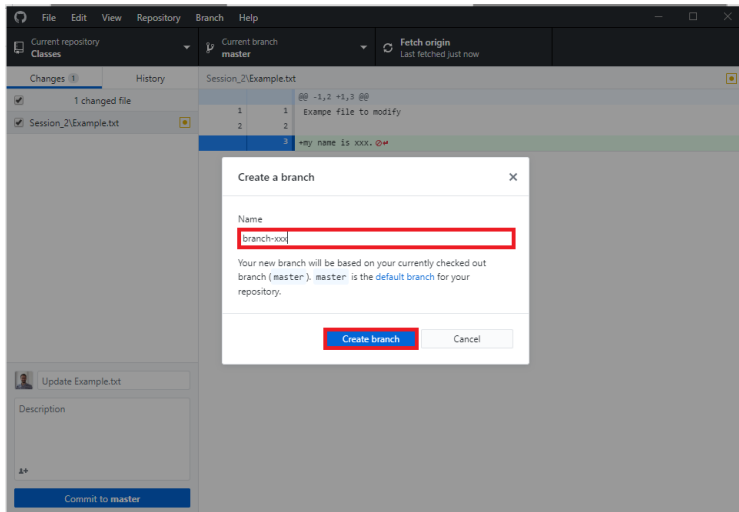 File Edit View Repository Branch Help
Current repository
Classes
Current branch
master
Fetch origin
Last fetched just now
Changes 1 History
1 changed file
Session_2\Example.txt
Session_2\Example.txt
@@ -1,2 +1,3 @@
1 1 Exampe file to modify
2 2
3 +my name is xxx.
Create a branch
Name
branch-xxx
Your new branch will be based on your currently checked out
branch (master). master is the default branch for your
repository.
Create branch Cancel
Update Example.txt
Description
Commit to master